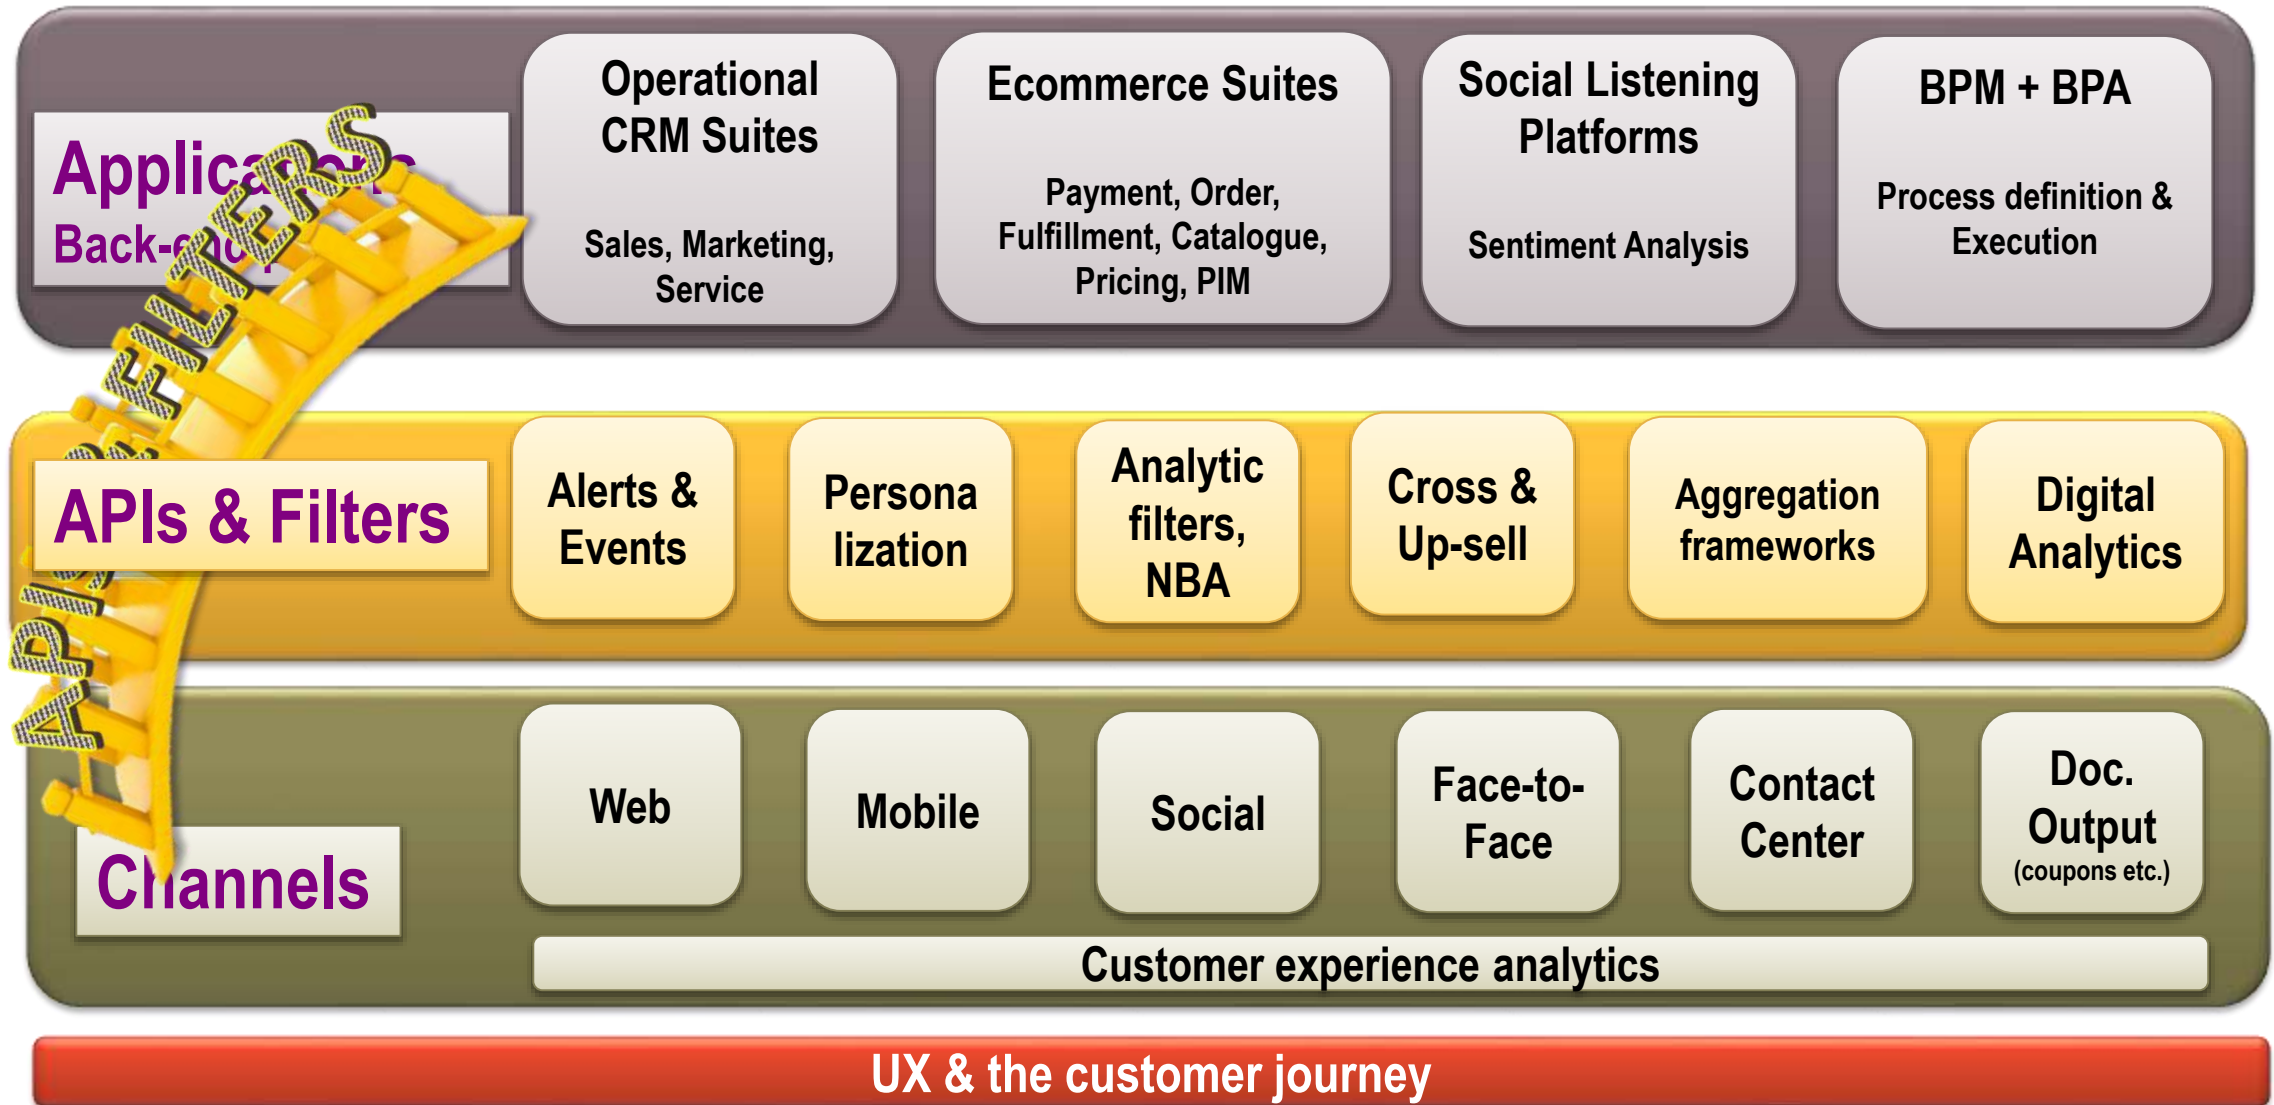 Operational
CRM Suites
Sales, Marketing,
Service
Ecommerce Suites
Payment, Order,
Fulfillment, Catalogue,
Pricing, PIM
Social Listening
Platforms
Sentiment Analysis
BPM + BPA
Process definition &
Execution
Applications
FILTERS
APIs & Filters
Alerts &
Events
Persona
lization
Analytic
filters,
NBA
Cross &
Up-sell
Aggregation
frameworks
Digital
Analytics
Channels
Web
Mobile
Social
Face-to-
Face
Contact
Center
Doc.
Output
(coupons etc.)
Customer experience analytics
UX & the customer journey